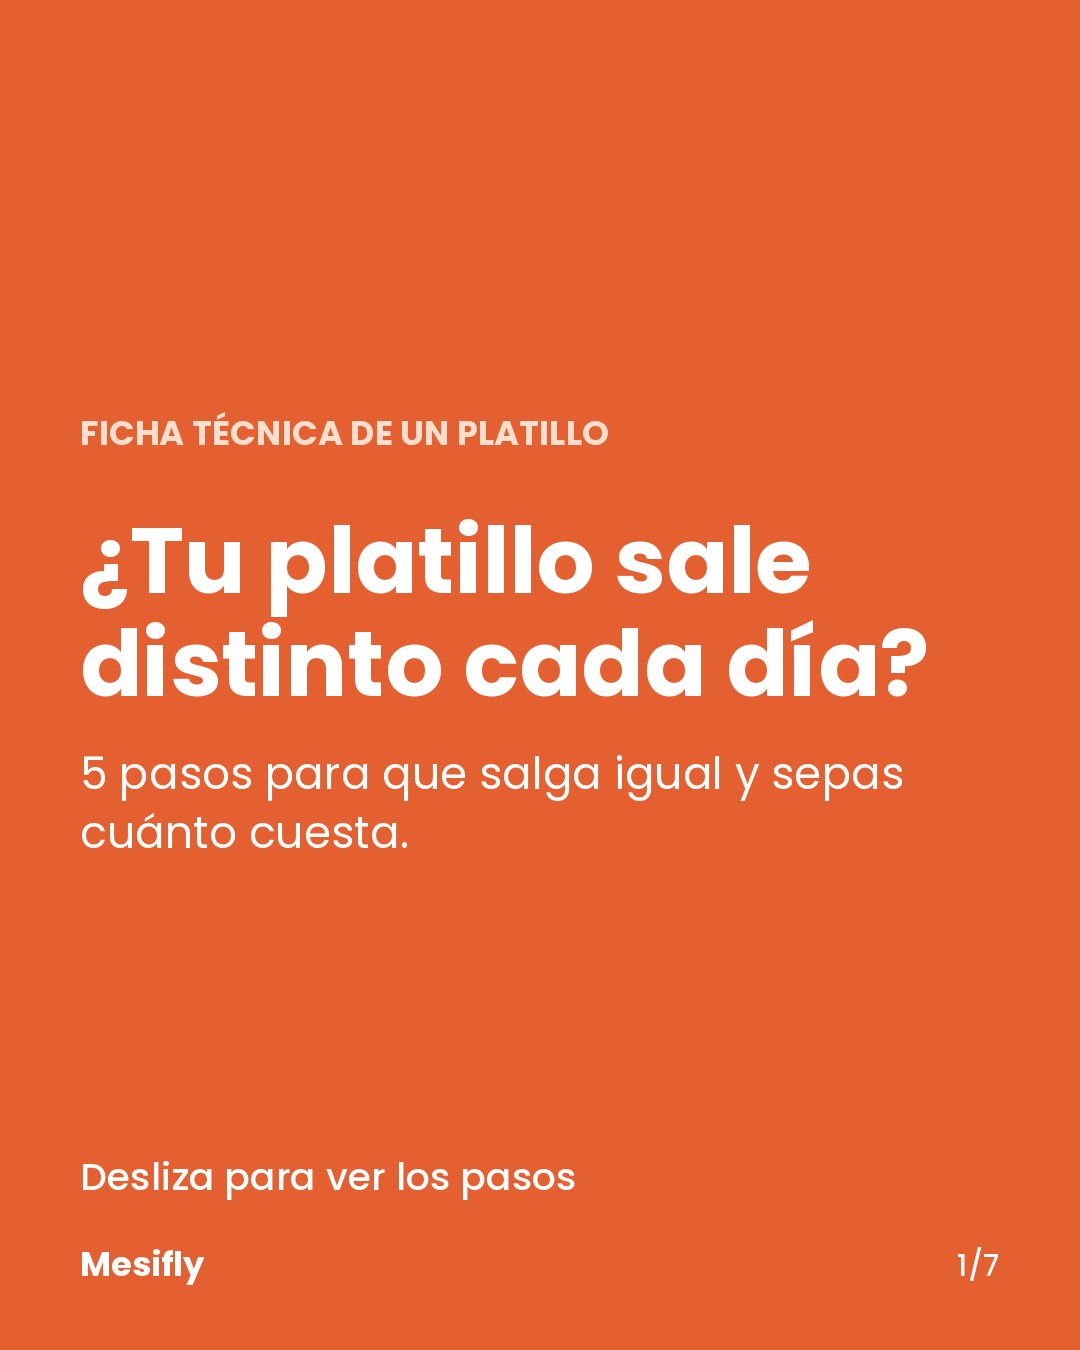 FICHA TÉCNICA DE UN PLATILLO
¿Tu platillo sale
distinto cada día?
5 pasos para que salga igual y sepas
cuánto cuesta.
Desliza para ver los pasos
Mesifly
1/7